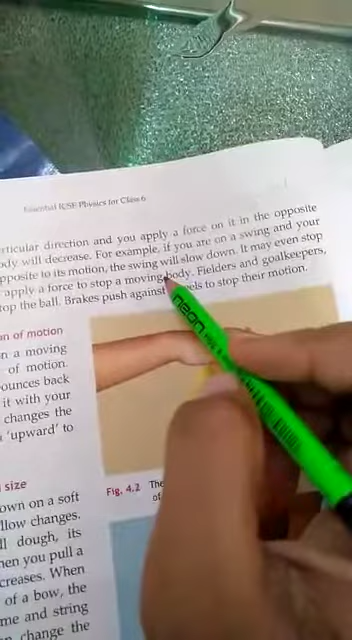 Essential ICSE Physics for Class 6
rticular direction and you apply a force on it in the opposite
ody will decrease. For example, if you are on a swing and your
pposite to its motion, the swing will slow down. It may even stop
apply a force to stop a moving body. Fielders and goalkeepers,
top the ball. Brakes push against eels to stop their motion.
on of motion
n a moving
of motion.
ounces back
it with your
changes the
'upward' to
size
own on a soft
llow changes.
ll dough, its
hen you pull a
creases. When
of a bow, the
me and string
change the
Fig. 4.2 The
of
neon